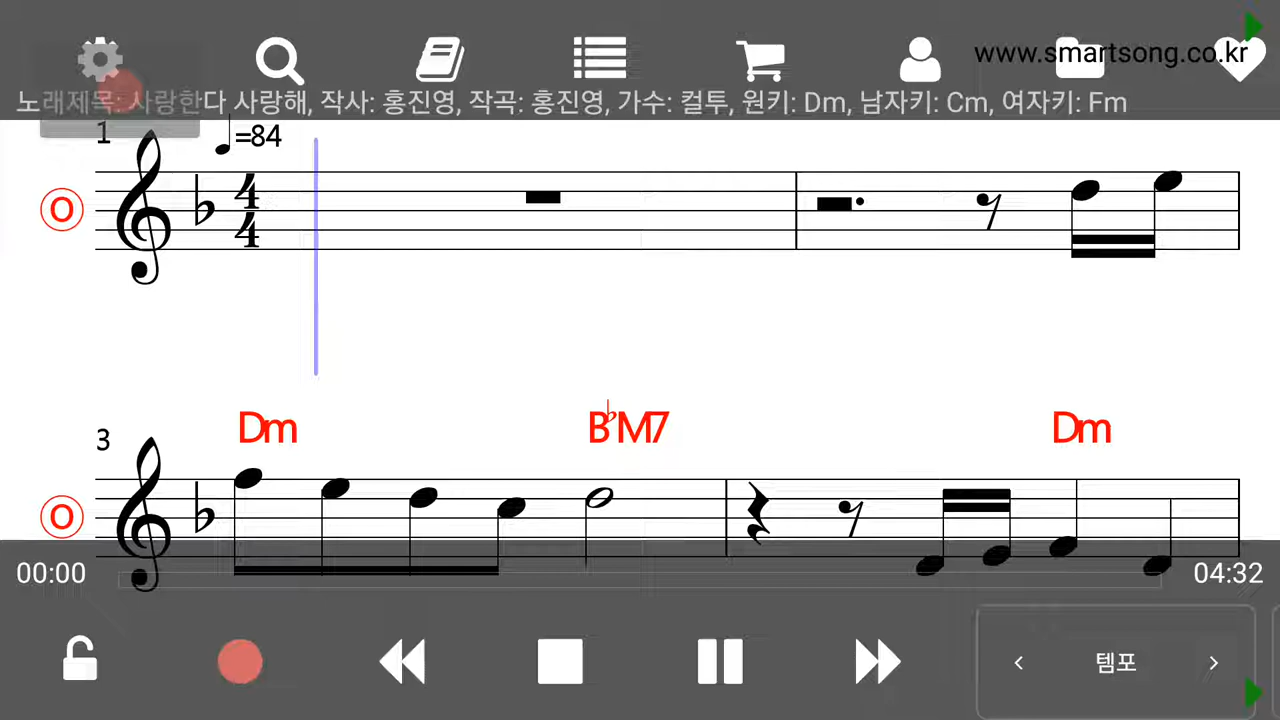 www.smartsong.co.kr
노래제목: 사랑한다 사랑해, 작사: 홍진영, 작곡: 홍진영, 가수: 컬투, 원키: Dm, 남자키: Cm, 여자키: Fm
1 ♩=84
4
4
O
Dm B♭M7 Dm
3
O
00:00 04:32
< 템포 >